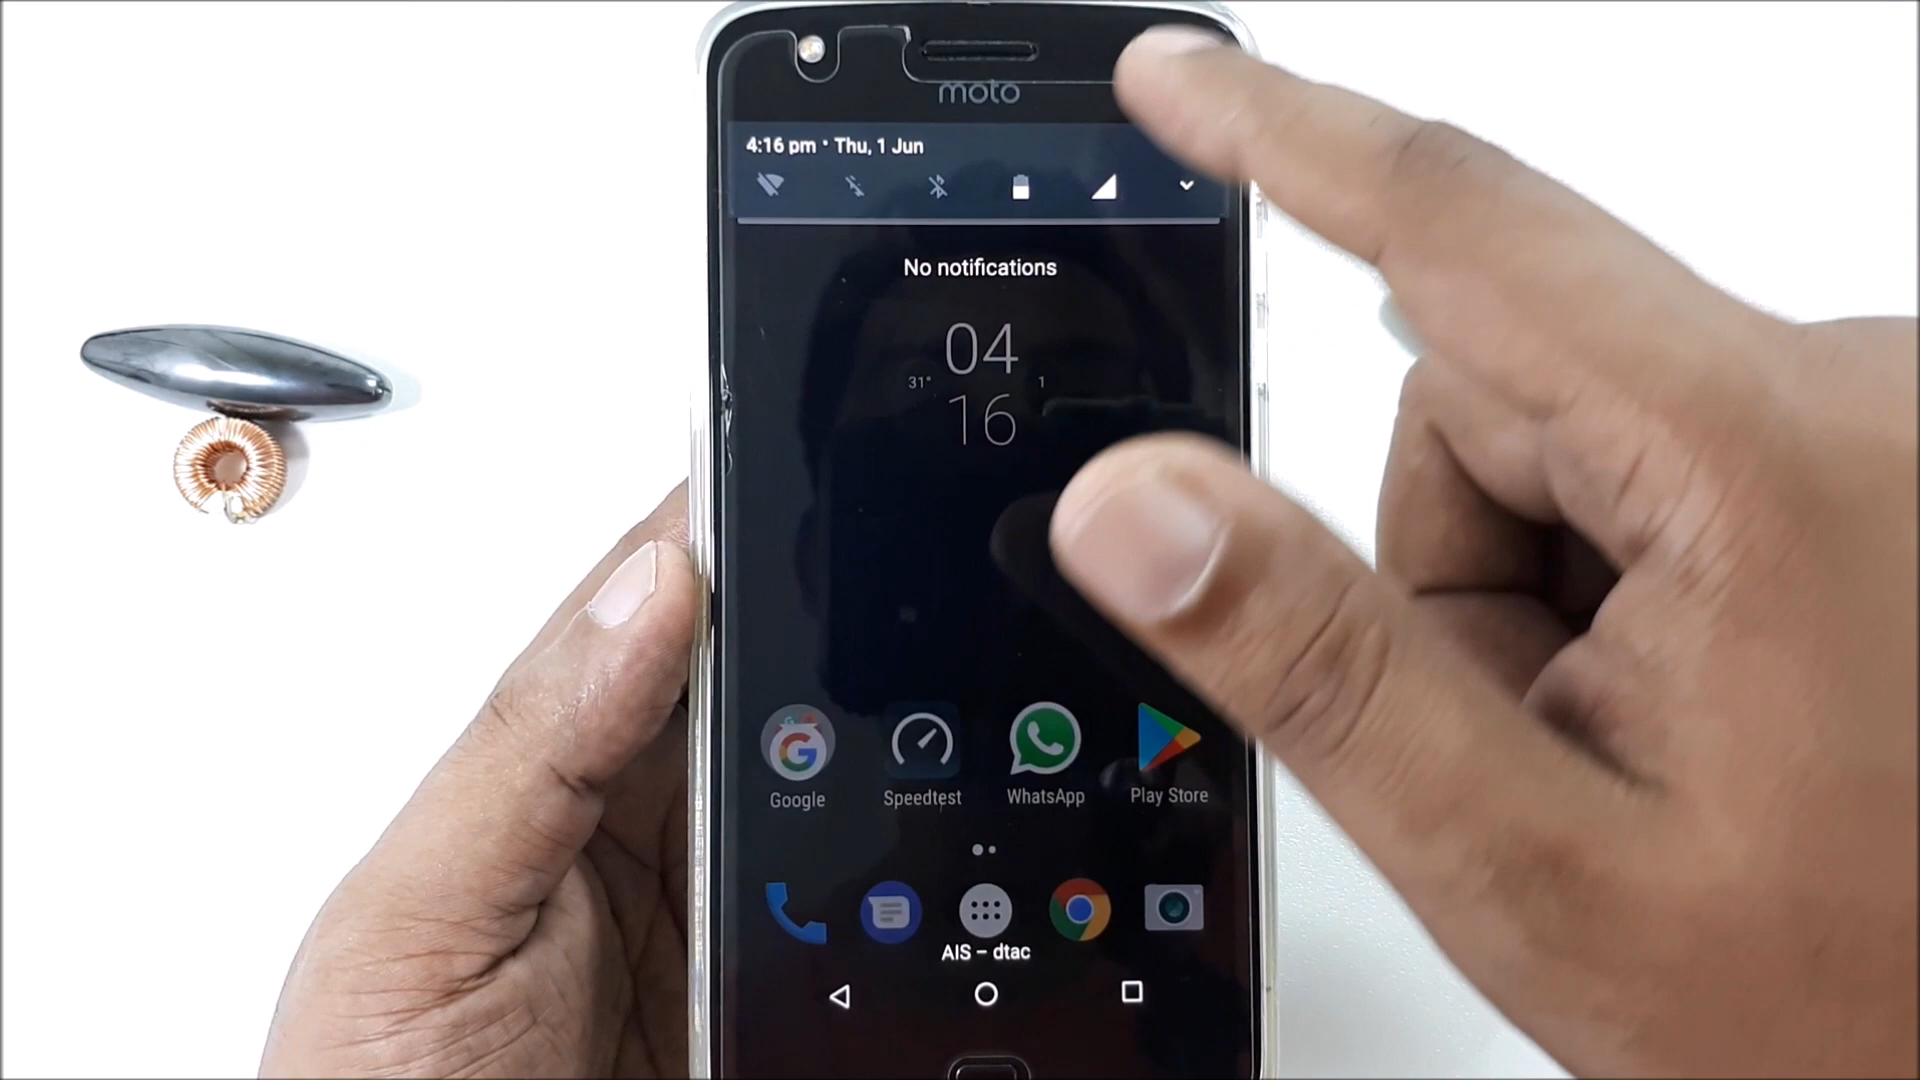 moto
4:16 pm • Thu, 1 Jun
No notifications
04
31° 1
16
Google Speedtest WhatsApp Play Store
AIS – dtac